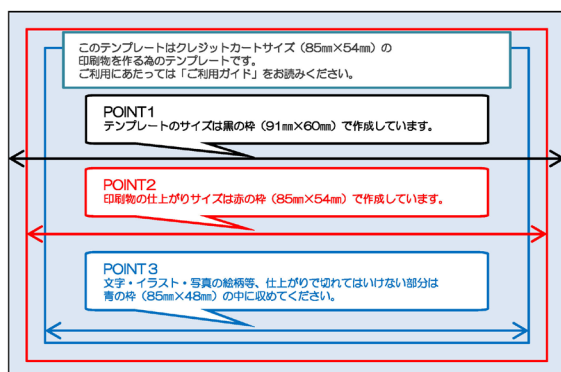 このテンプレートはクレジットカートサイズ（85㎜×54㎜）の
印刷物を作る為のテンプレートです。
ご利用にあたっては「ご利用ガイド」をお読みください。
POINT1
テンプレートのサイズは黒の枠（91㎜×60㎜）で作成しています。
POINT2
印刷物の仕上がりサイズは赤の枠（85㎜×54㎜）で作成しています。
POINT3
文字・イラスト・写真の絵柄等、仕上がりで切れてはいけない部分は
青の枠（85㎜×48㎜）の中に収めてください。